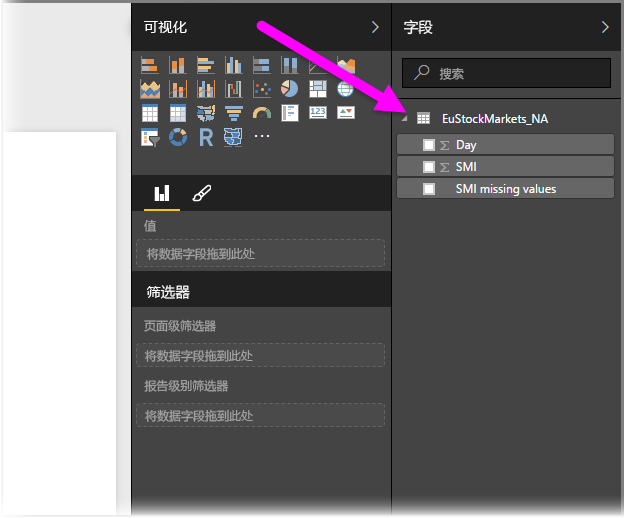 可视化
R
123
值
将数据字段拖到此处
筛选器
页面级筛选器
将数据字段拖到此处
报告级别筛选器
将数据字段拖到此处
字段
搜索
EuStockMarkets_NA
Σ Day
Σ SMI
SMI missing values